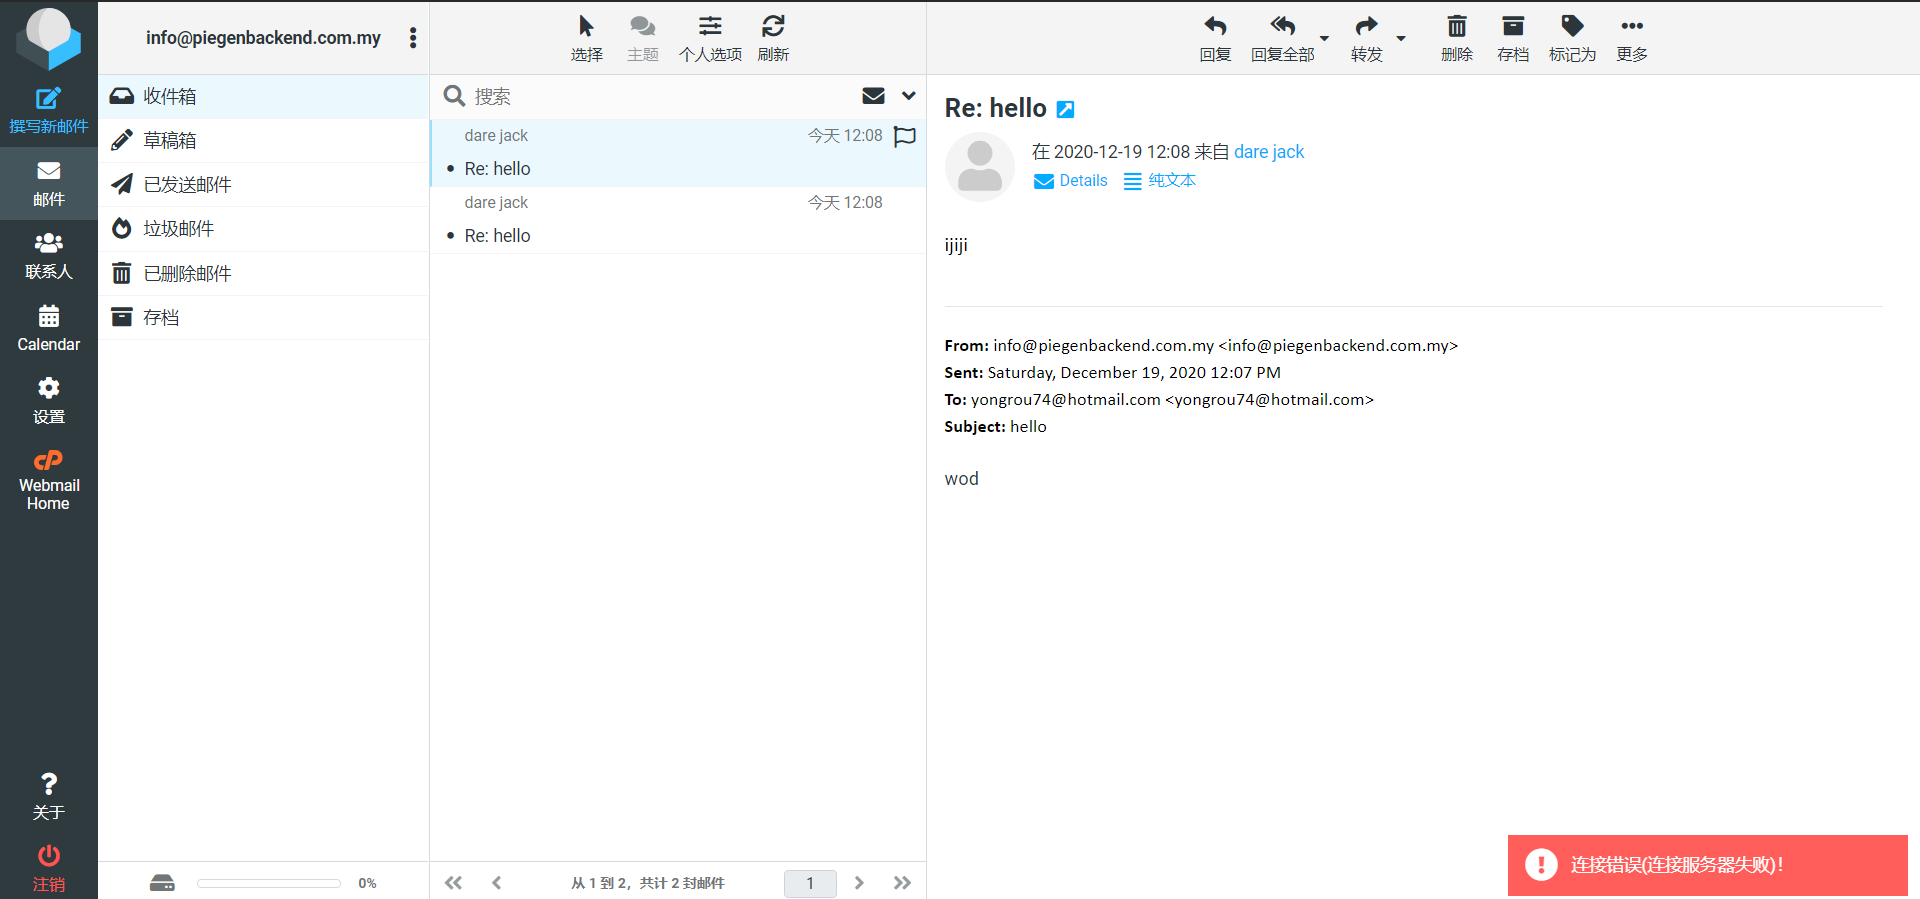 撰写新邮件
邮件
联系人
Calendar
设置
Webmail
Home
关于
注销
info@piegenbackend.com.my
收件箱
草稿箱
已发送邮件
垃圾邮件
已删除邮件
存档
0%
选择 主题 个人选项 刷新
搜索
dare jack 今天 12:08
• Re: hello
dare jack 今天 12:08
• Re: hello
从 1 到 2，共计 2 封邮件 1
回复 回复全部 转发 删除 存档 标记为 更多
Re: hello
在 2020-12-19 12:08 来自 dare jack
Details 纯文本
ijiji
From: info@piegenbackend.com.my <info@piegenbackend.com.my>
Sent: Saturday, December 19, 2020 12:07 PM
To: yongrou74@hotmail.com <yongrou74@hotmail.com>
Subject: hello
wod
连接错误(连接服务器失败)！